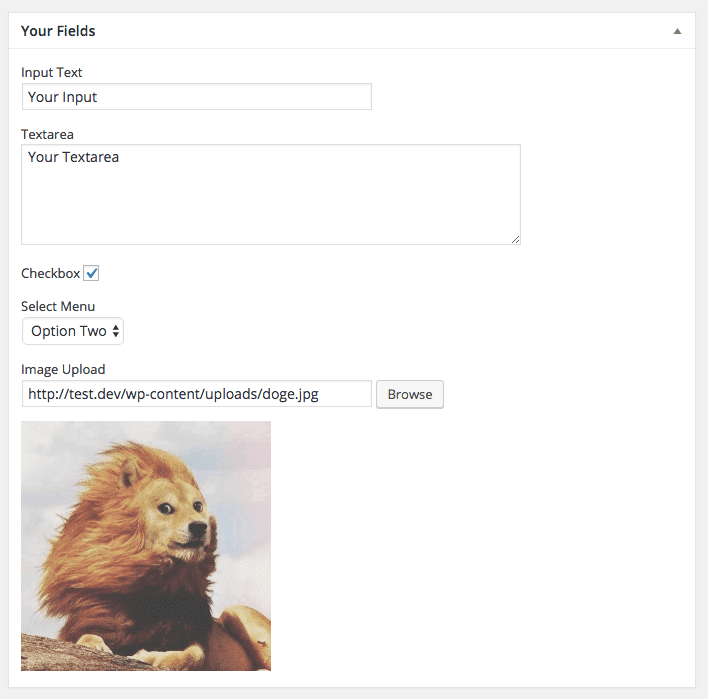 Your Fields
Input Text
Your Input
Textarea
Your Textarea
Checkbox
Select Menu
Option Two
Image Upload
http://test.dev/wp-content/uploads/doge.jpg Browse